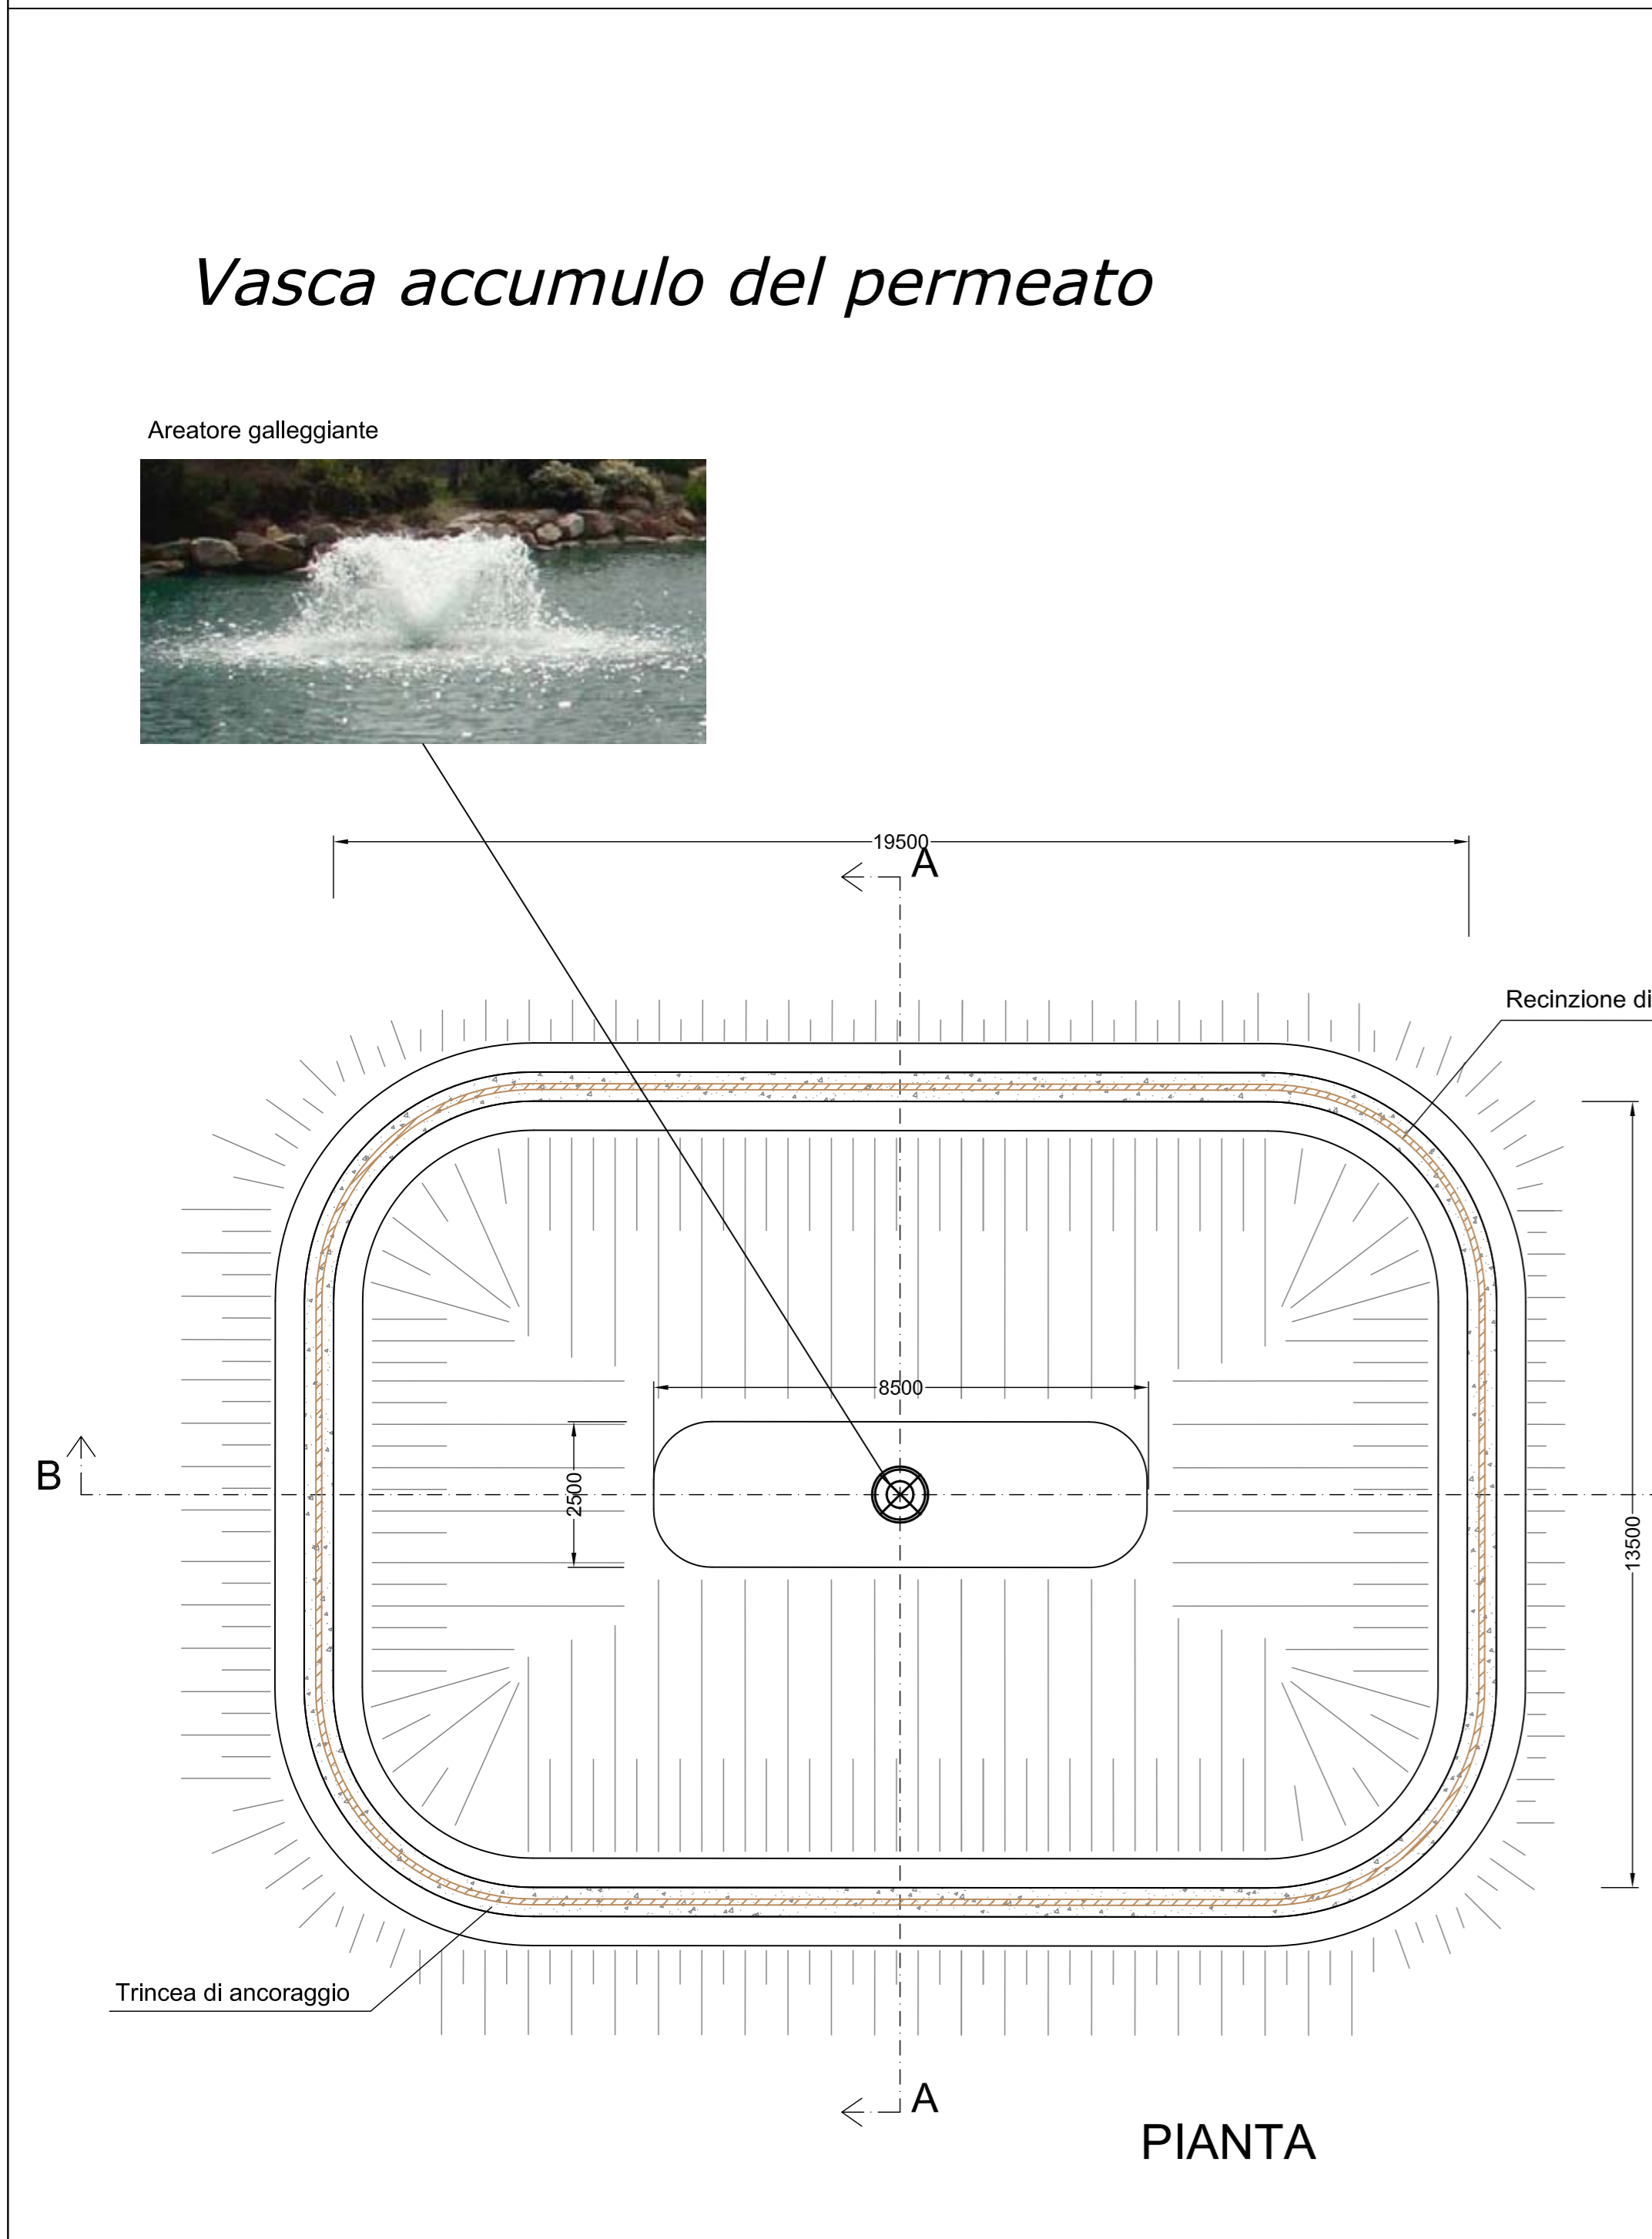 Vasca accumulo del permeato
Areatore galleggiante
19500
A
Recinzione di
8500
B
2500
13500
Trincea di ancoraggio
A
PIANTA